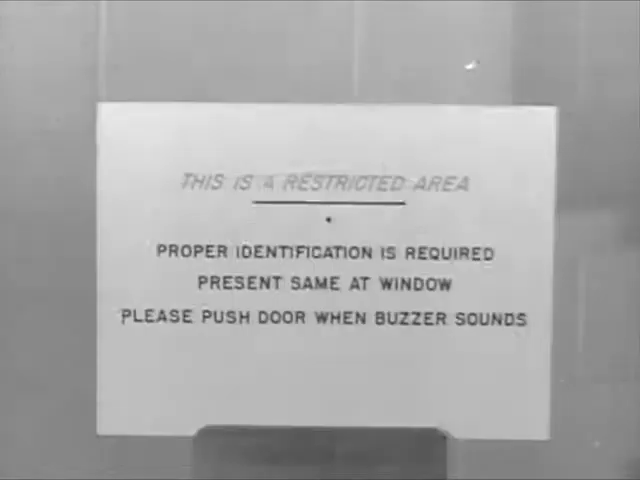 THIS IS A RESTRICTED AREA
PROPER IDENTIFICATION IS REQUIRED
PRESENT SAME AT WINDOW
PLEASE PUSH DOOR WHEN BUZZER SOUNDS